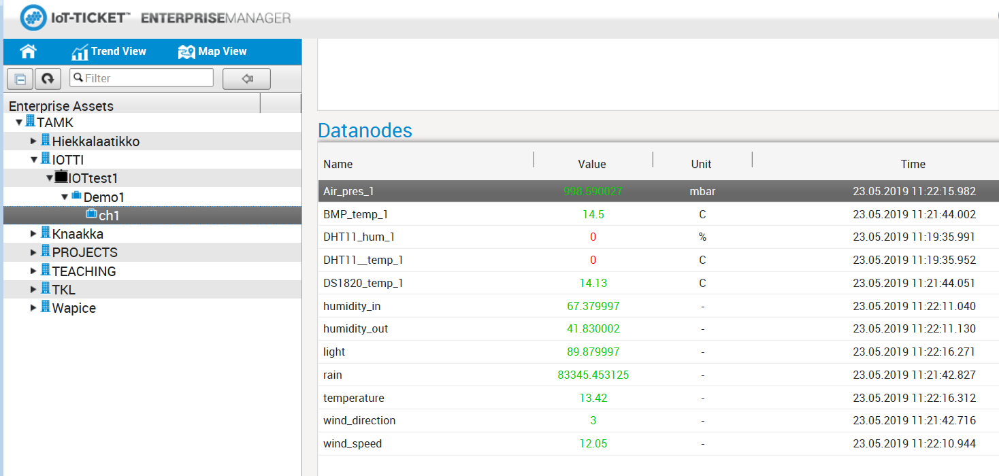 IoT-TICKET™ ENTERPRISEMANAGER
Trend View Map View
Filter
Enterprise Assets
TAMK
Hiekkalaatikko
IOTTI
IOTtest1
Demo1
ch1
Knaakka
PROJECTS
TEACHING
TKL
Wapice
Datanodes
Name Value Unit Time
Air_pres_1 998.590027 mbar 23.05.2019 11:22:15.982
BMP_temp_1 14.5 C 23.05.2019 11:21:44.002
DHT11_hum_1 0 % 23.05.2019 11:19:35.991
DHT11__temp_1 0 C 23.05.2019 11:19:35.952
DS1820_temp_1 14.13 C 23.05.2019 11:21:44.051
humidity_in 67.379997 - 23.05.2019 11:22:11.040
humidity_out 41.830002 - 23.05.2019 11:22:11.130
light 89.879997 - 23.05.2019 11:22:16.271
rain 83345.453125 - 23.05.2019 11:21:42.827
temperature 13.42 - 23.05.2019 11:22:16.312
wind_direction 3 - 23.05.2019 11:21:42.716
wind_speed 12.05 - 23.05.2019 11:22:10.944